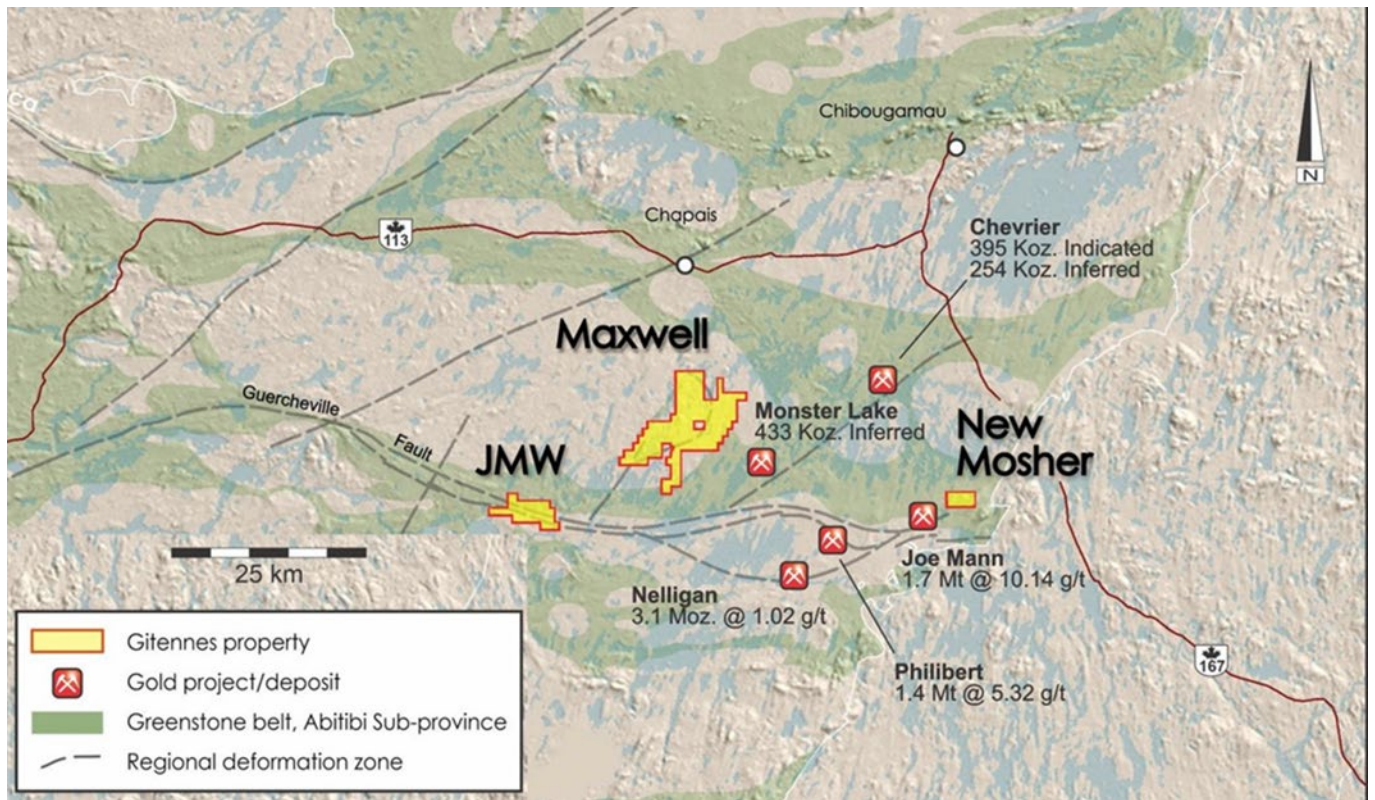 Chibougamau
N
Chapais
113
Chevrier
395 Koz. Indicated
254 Koz. Inferred
Maxwell
Guercheville
Fault
Monster Lake
433 Koz. Inferred
New
Mosher
JMW
25 km
Joe Mann
1.7 Mt @ 10.14 g/t
Nelligan
3.1 Moz. @ 1.02 g/t
Philibert
1.4 Mt @ 5.32 g/t
167
Gitennes property
Gold project/deposit
Greenstone belt, Abitibi Sub-province
Regional deformation zone